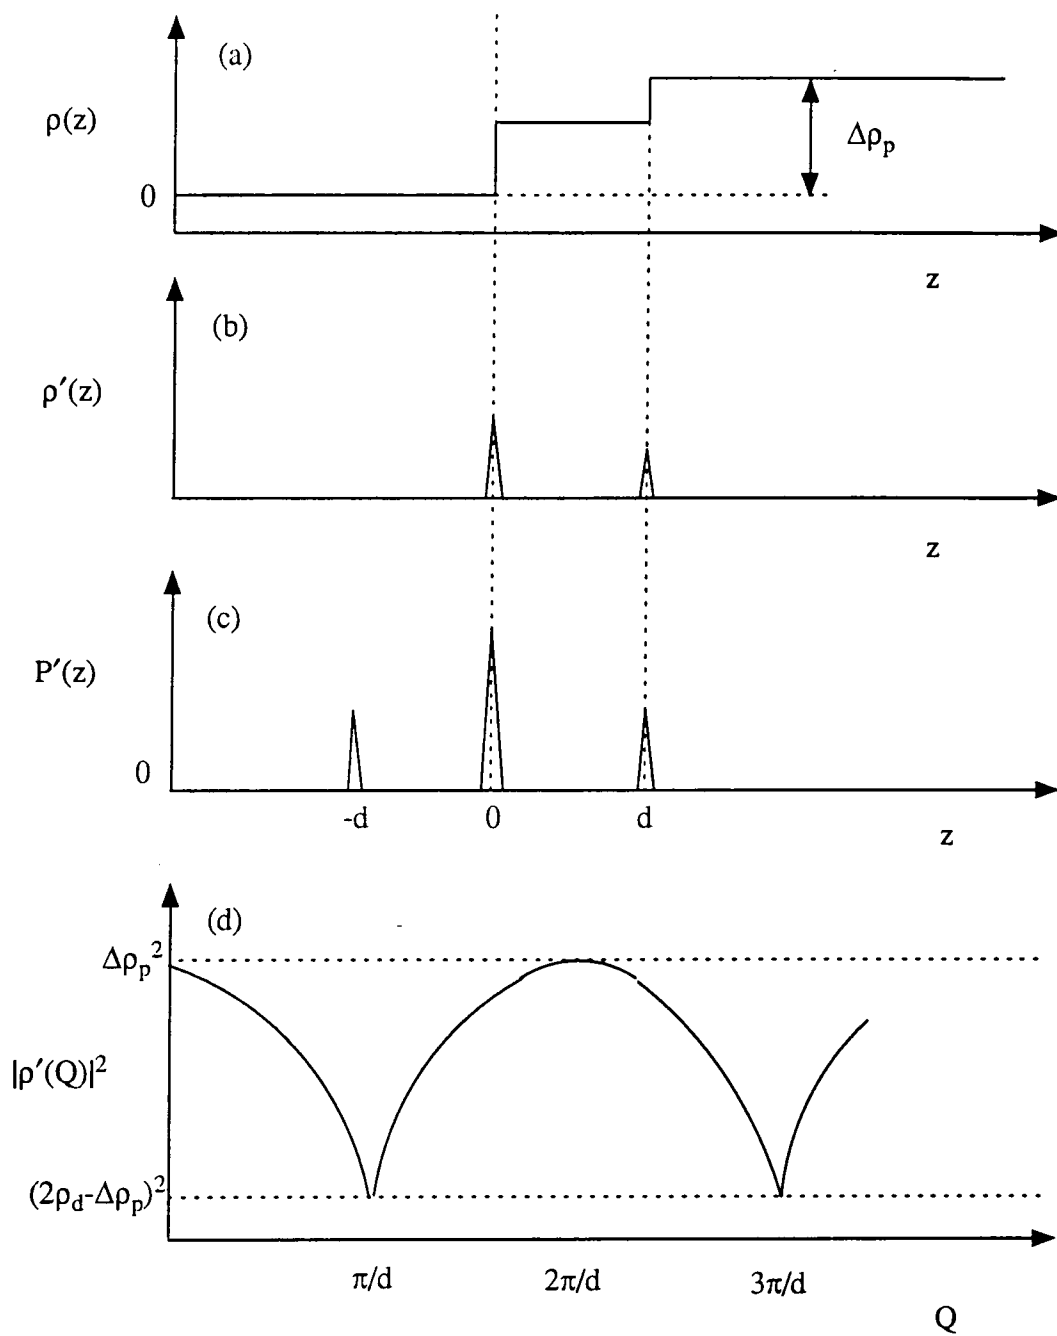 (a)
ρ(z)
Δρp
0
z
(b)
ρ′(z)
z
(c)
P′(z)
0
-d 0 d
z
(d)
Δρp²
|ρ′(Q)|²
(2ρd-Δρp)²
π/d 2π/d 3π/d
Q